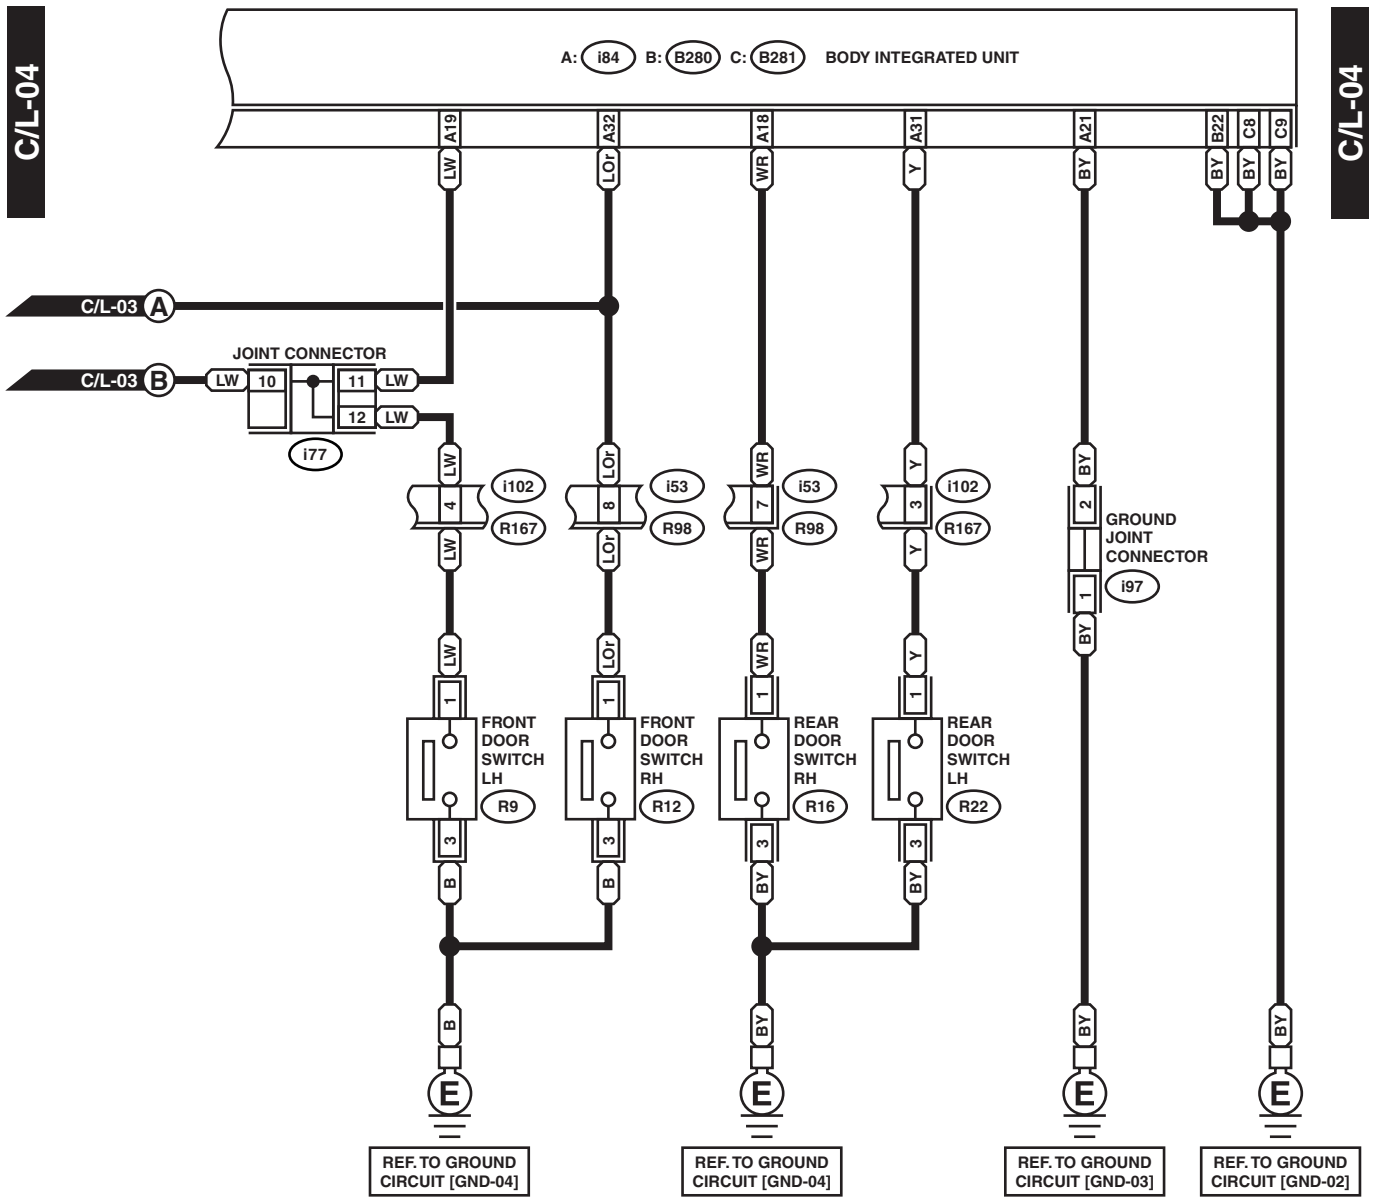 C/L-04
C/L-04
A: i84 B: B280 C: B281 BODY INTEGRATED UNIT
A19 A32 A18 A31 A21 B22 C8 C9
LW LOr WR Y BY BY BY BY
C/L-03 A
JOINT CONNECTOR
C/L-03 B LW 10 11 LW
12 LW
i77
LW LOr WR Y BY
4 i102 8 i53 7 i53 3 i102 2
R167 R98 R98 R167
GROUND
JOINT
CONNECTOR
i97
1
LW LOr WR Y BY
LW LOr WR Y
1 1 1 1
FRONT
DOOR
SWITCH
LH
R9
FRONT
DOOR
SWITCH
RH
R12
REAR
DOOR
SWITCH
RH
R16
REAR
DOOR
SWITCH
LH
R22
3 3 3 3
B B BY BY
B BY BY BY
E E E E
REF. TO GROUND
CIRCUIT [GND-04]
REF. TO GROUND
CIRCUIT [GND-04]
REF. TO GROUND
CIRCUIT [GND-03]
REF. TO GROUND
CIRCUIT [GND-02]